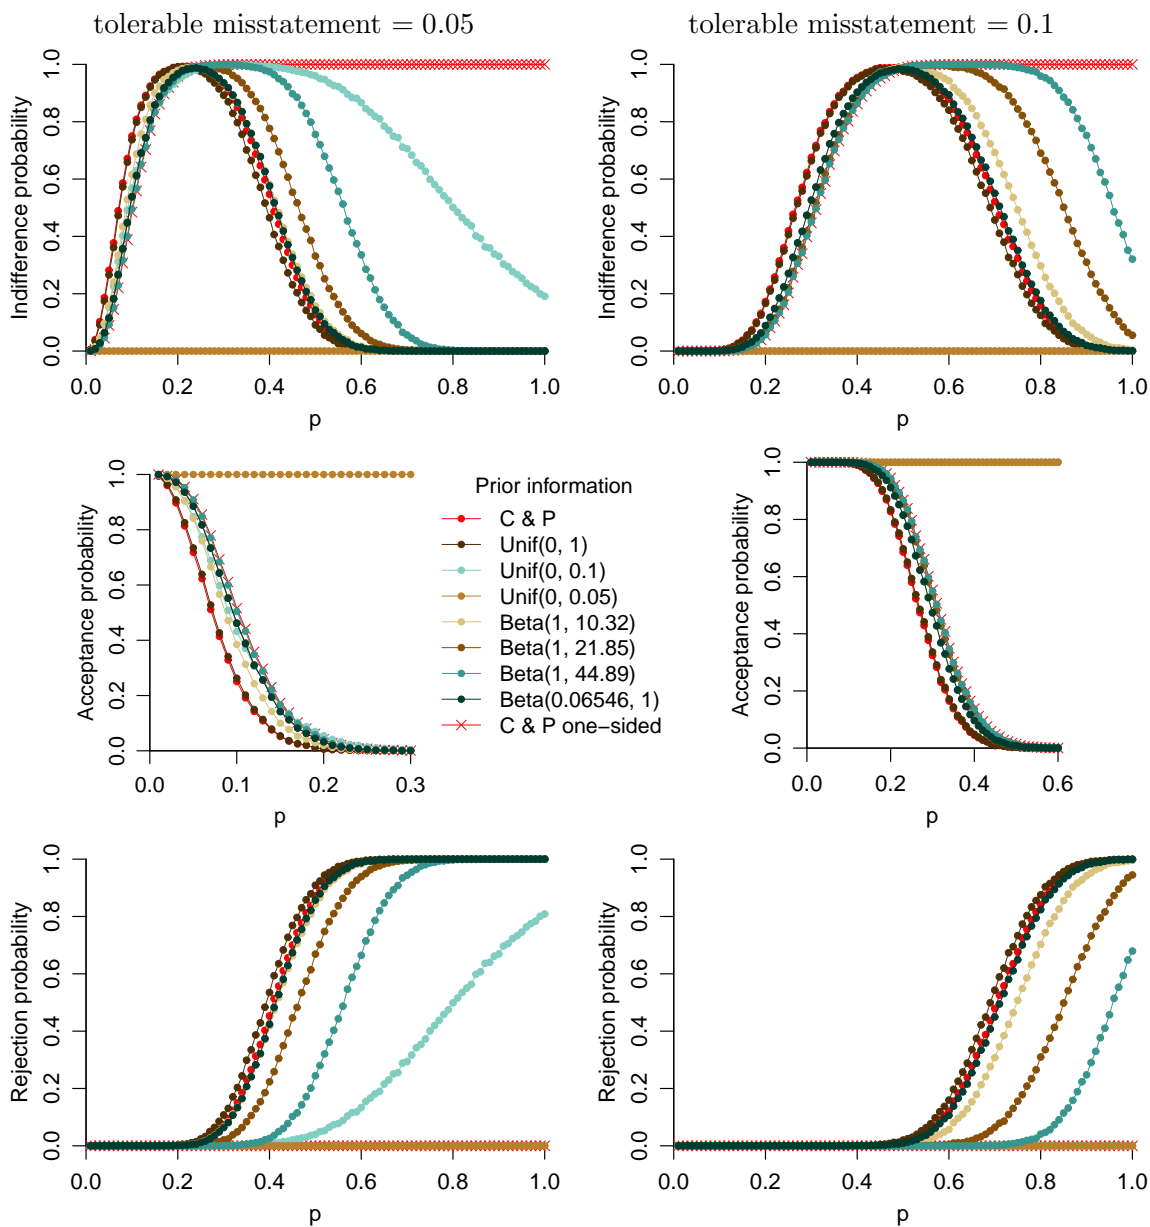 tolerable misstatement = 0.05
tolerable misstatement = 0.1
Indifference probability
0.0 0.2 0.4 0.6 0.8 1.0
0.0 0.2 0.4 0.6 0.8 1.0
p
Indifference probability
0.0 0.2 0.4 0.6 0.8 1.0
0.0 0.2 0.4 0.6 0.8 1.0
p
Acceptance probability
0.0 0.2 0.4 0.6 0.8 1.0
0.0 0.1 0.2 0.3
p
Prior information
C & P
Unif(0, 1)
Unif(0, 0.1)
Unif(0, 0.05)
Beta(1, 10.32)
Beta(1, 21.85)
Beta(1, 44.89)
Beta(0.06546, 1)
C & P one−sided
Acceptance probability
0.0 0.2 0.4 0.6 0.8 1.0
0.0 0.2 0.4 0.6
p
Rejection probability
0.0 0.2 0.4 0.6 0.8 1.0
0.0 0.2 0.4 0.6 0.8 1.0
p
Rejection probability
0.0 0.2 0.4 0.6 0.8 1.0
0.0 0.2 0.4 0.6 0.8 1.0
p